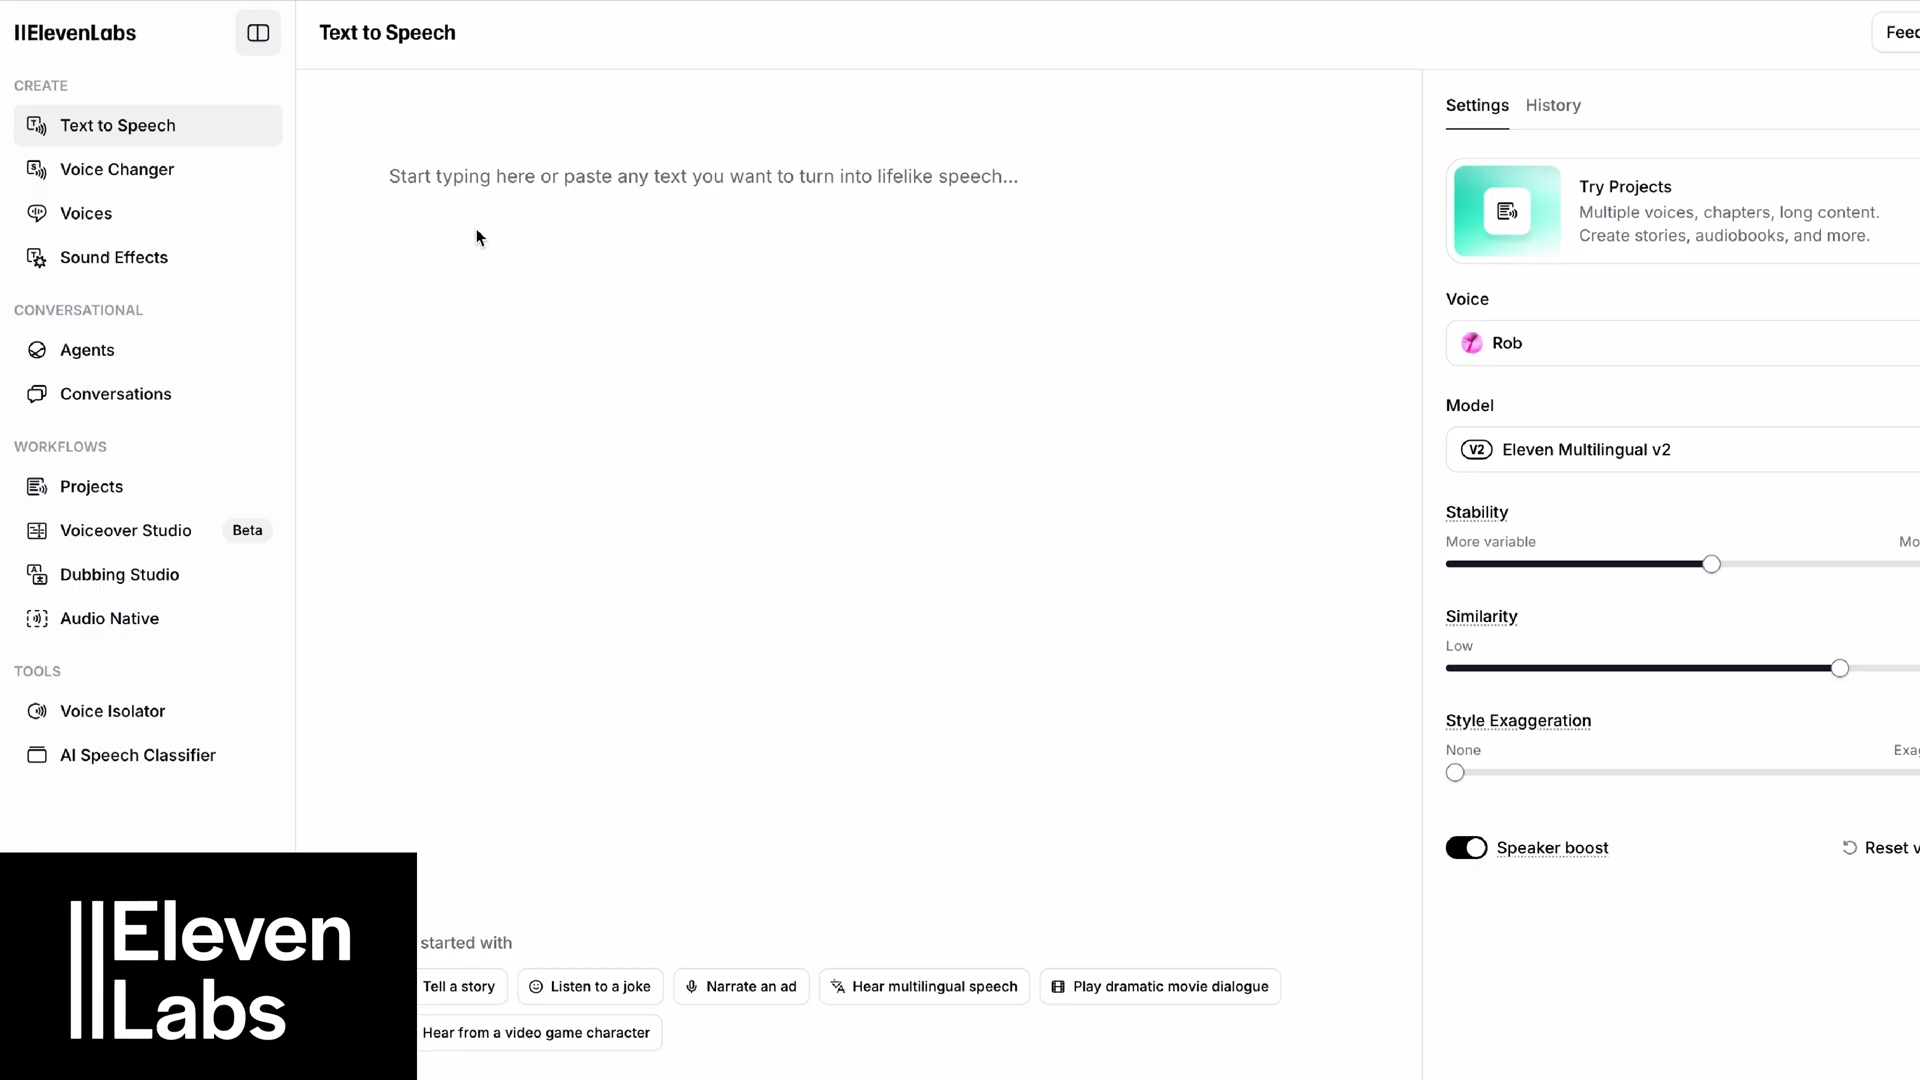 IIElevenLabs
Text to Speech
Feed
CREATE
Text to Speech
Voice Changer
Voices
Sound Effects
CONVERSATIONAL
Agents
Conversations
WORKFLOWS
Projects
Voiceover Studio Beta
Dubbing Studio
Audio Native
TOOLS
Voice Isolator
AI Speech Classifier
Start typing here or paste any text you want to turn into lifelike speech...
started with
Tell a story
Listen to a joke
Narrate an ad
Hear multilingual speech
Play dramatic movie dialogue
Hear from a video game character
Settings
History
Try Projects
Multiple voices, chapters, long content.
Create stories, audiobooks, and more.
Voice
Rob
Model
V2 Eleven Multilingual v2
Stability
More variable
Mo
Similarity
Low
Style Exaggeration
None
Exag
Speaker boost
Reset v
IIEleven
Labs